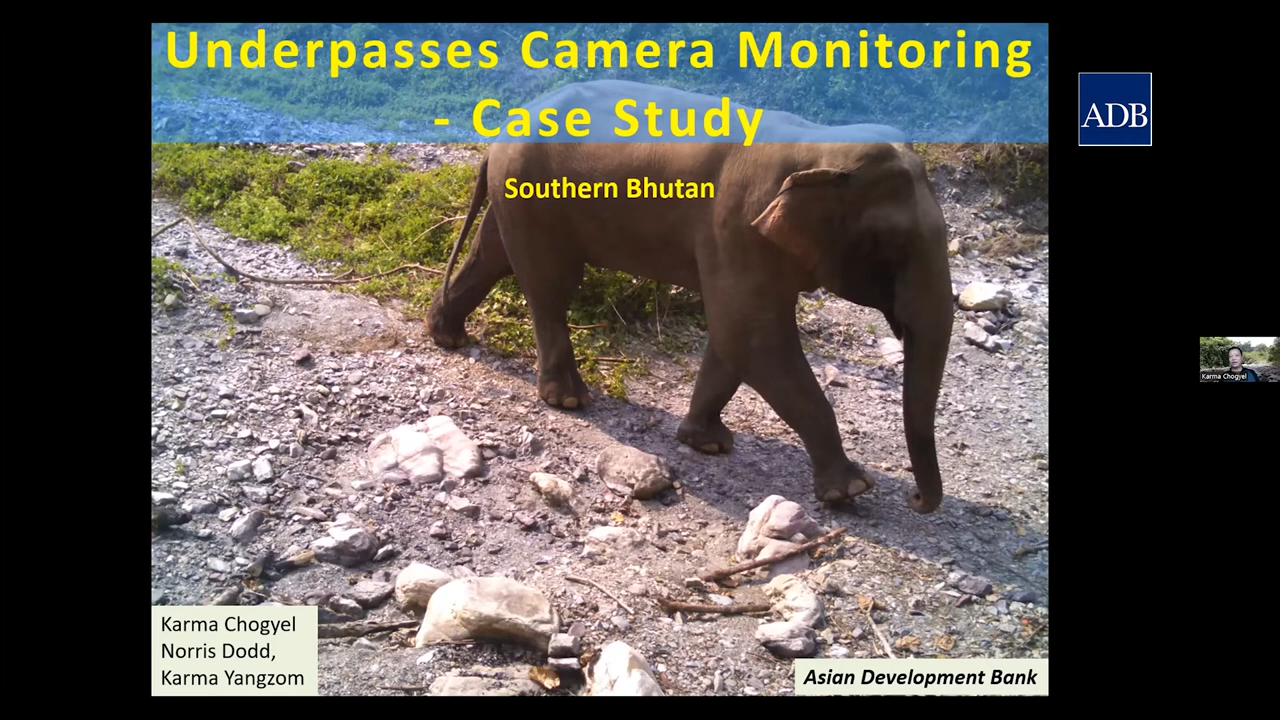 Underpasses Camera Monitoring
- Case Study
Southern Bhutan
ADB
Karma Chogyel
Karma Chogyel
Norris Dodd,
Karma Yangzom
Asian Development Bank